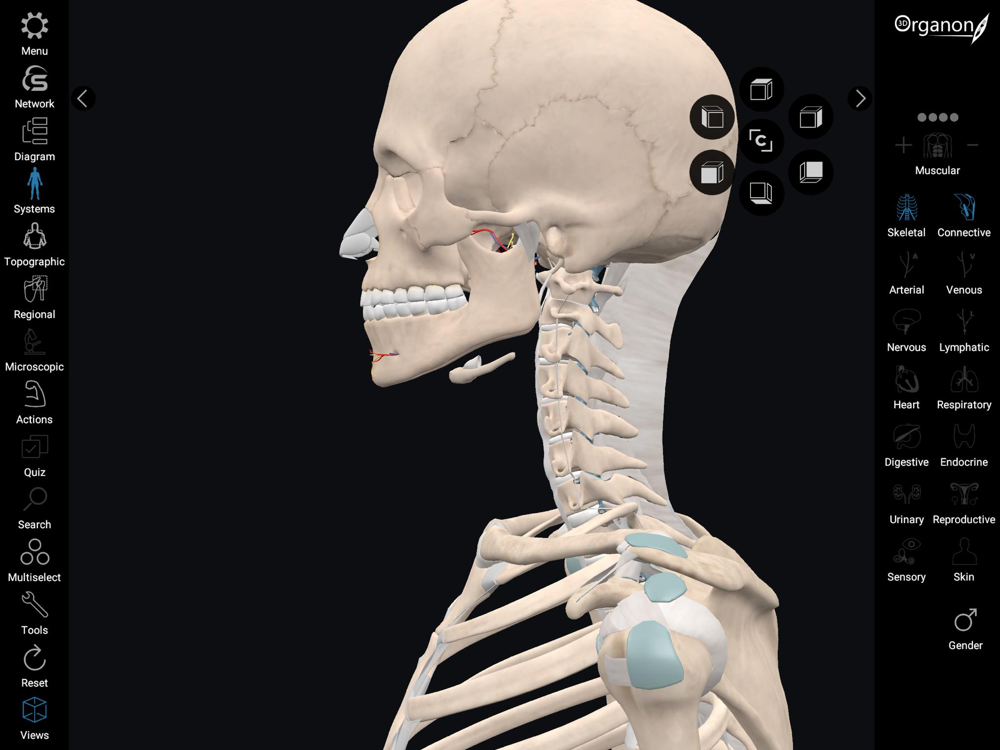 Menu
Network
Diagram
Systems
Topographic
Regional
Microscopic
Actions
Quiz
Search
Multiselect
Tools
Reset
Views
C
3D Organon
Muscular
Skeletal Connective
A V
Arterial Venous
L
Nervous Lymphatic
Heart Respiratory
Digestive Endocrine
Urinary Reproductive
Sensory Skin
Gender